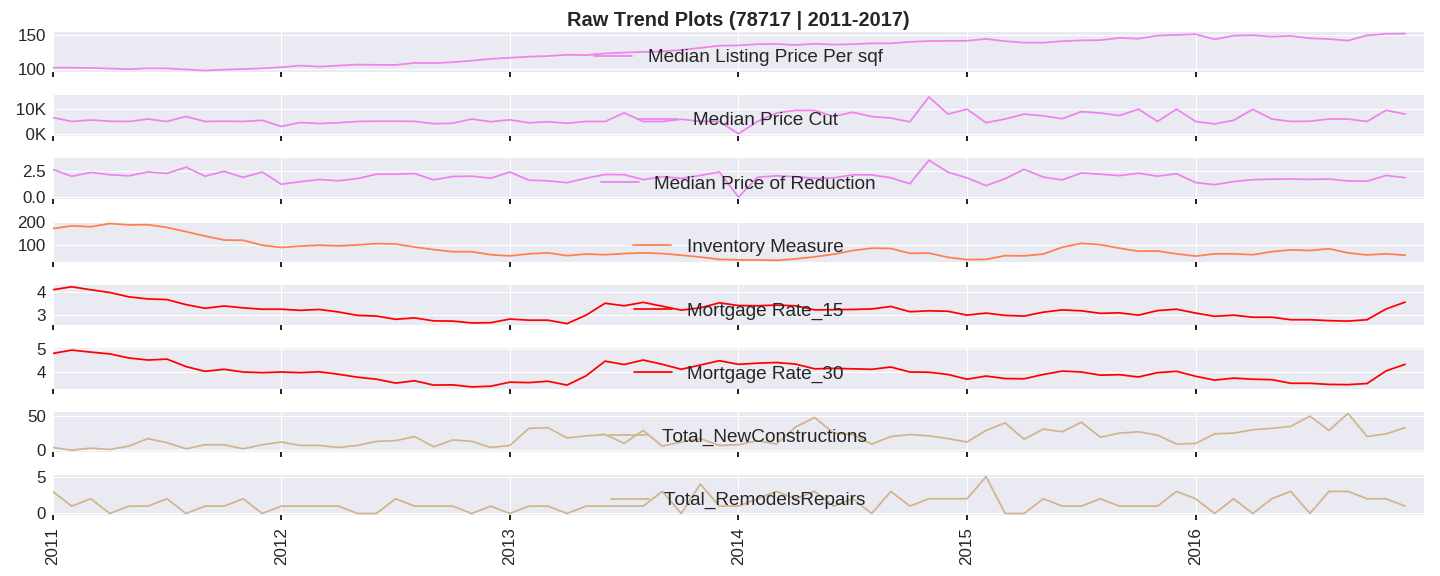 Raw Trend Plots (78717 | 2011-2017)
150
100
Median Listing Price Per sqf
10K
0K
Median Price Cut
2.5
0.0
Median Price of Reduction
200
100
Inventory Measure
4
3
Mortgage Rate_15
5
4
Mortgage Rate_30
50
0
Total_NewConstructions
5
0
Total_RemodelsRepairs
2011
2012
2013
2014
2015
2016